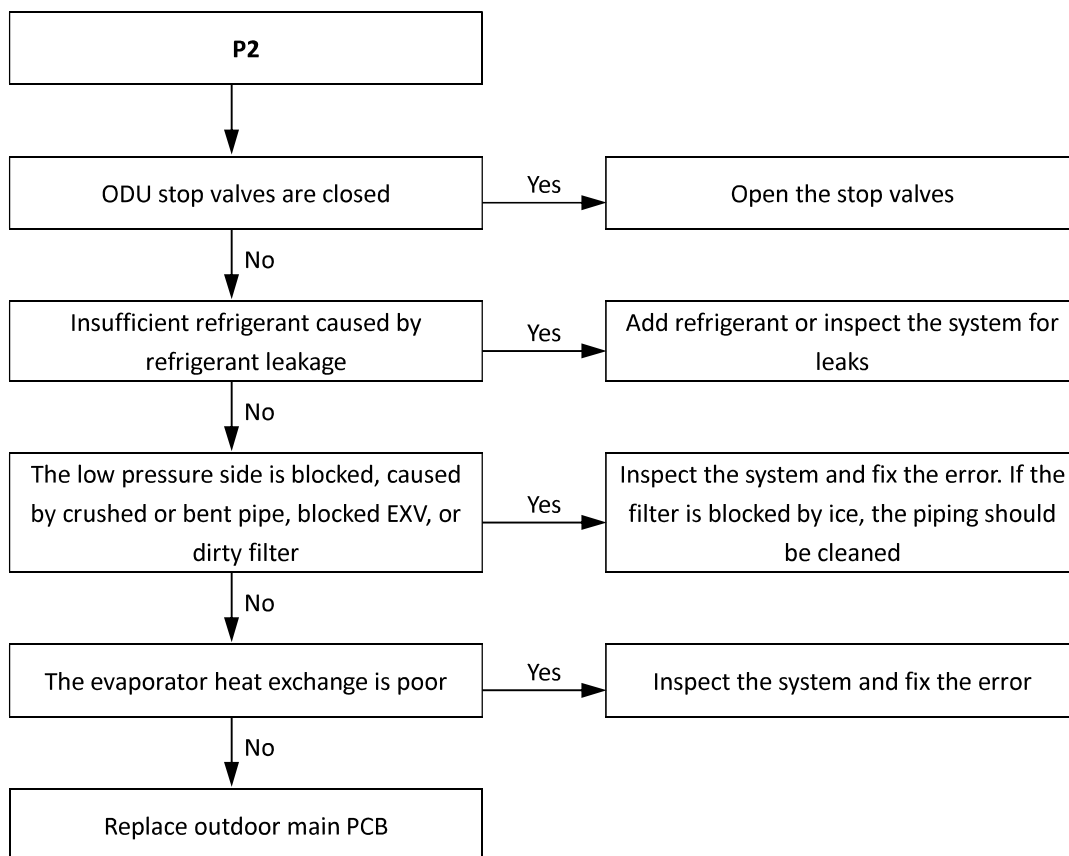 P2
ODU stop valves are closed
Yes
Open the stop valves
No
Insufficient refrigerant caused by
refrigerant leakage
Yes
Add refrigerant or inspect the system for
leaks
No
The low pressure side is blocked, caused
by crushed or bent pipe, blocked EXV, or
dirty filter
Yes
Inspect the system and fix the error. If the
filter is blocked by ice, the piping should
be cleaned
No
The evaporator heat exchange is poor
Yes
Inspect the system and fix the error
No
Replace outdoor main PCB